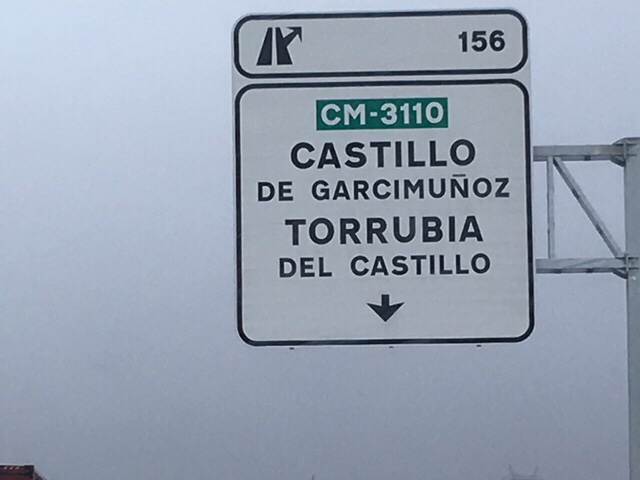 156
CM-3110
CASTILLO
DE GARCIMUÑOZ
TORRUBIA
DEL CASTILLO